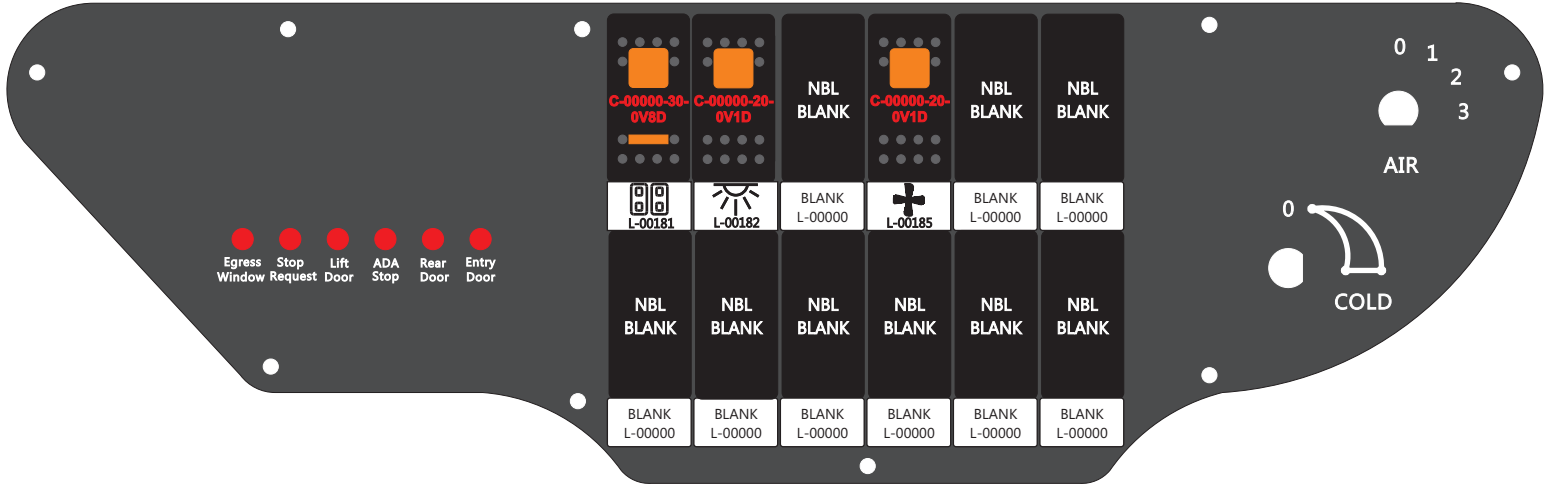 C-00000-30-
0V8D
C-00000-20-
0V1D
NBL
BLANK
C-00000-20-
0V1D
NBL
BLANK
NBL
BLANK
0
1
2
3
AIR
L-00181
L-00182
BLANK
L-00000
L-00185
BLANK
L-00000
BLANK
L-00000
0
COLD
Egress
Window
Stop
Request
Lift
Door
ADA
Stop
Rear
Door
Entry
Door
NBL
BLANK
NBL
BLANK
NBL
BLANK
NBL
BLANK
NBL
BLANK
NBL
BLANK
BLANK
L-00000
BLANK
L-00000
BLANK
L-00000
BLANK
L-00000
BLANK
L-00000
BLANK
L-00000